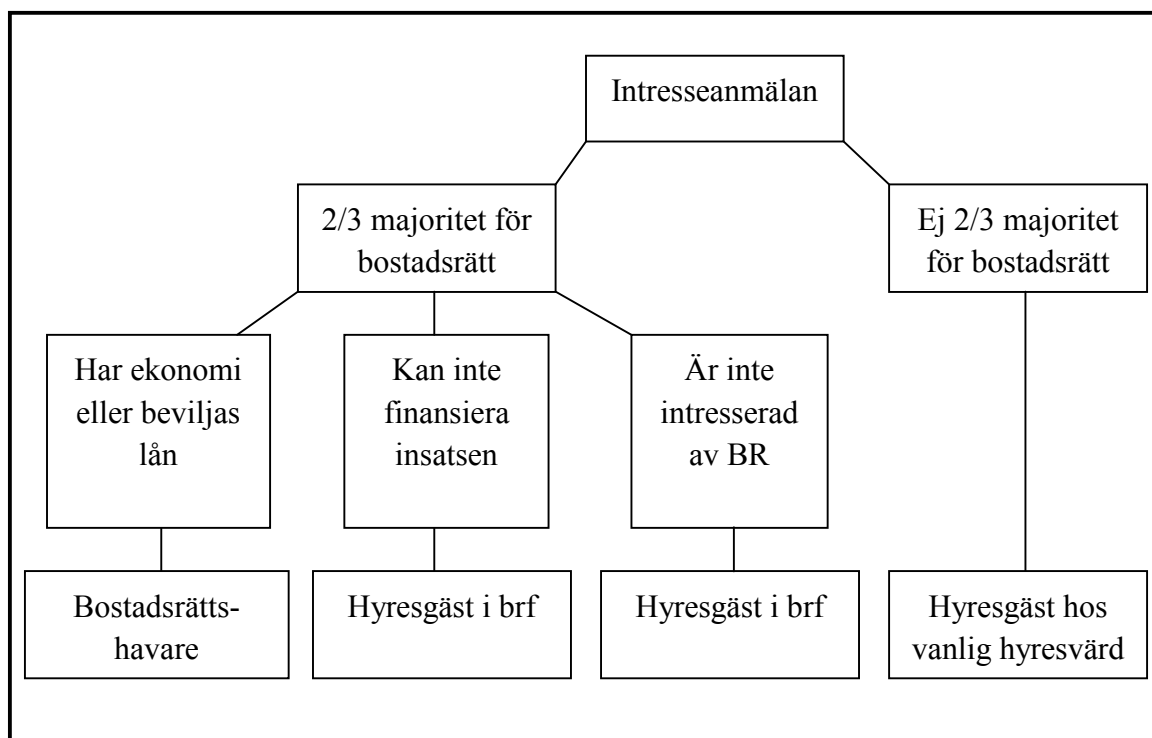 Intresseanmälan
2/3 majoritet för
bostadsrätt
Ej 2/3 majoritet
för bostadsrätt
Har ekonomi
eller beviljas
lån
Kan inte
finansiera
insatsen
Är inte
intresserad
av BR
Bostadsrätts-
havare
Hyresgäst i brf
Hyresgäst i brf
Hyresgäst hos
vanlig hyresvärd